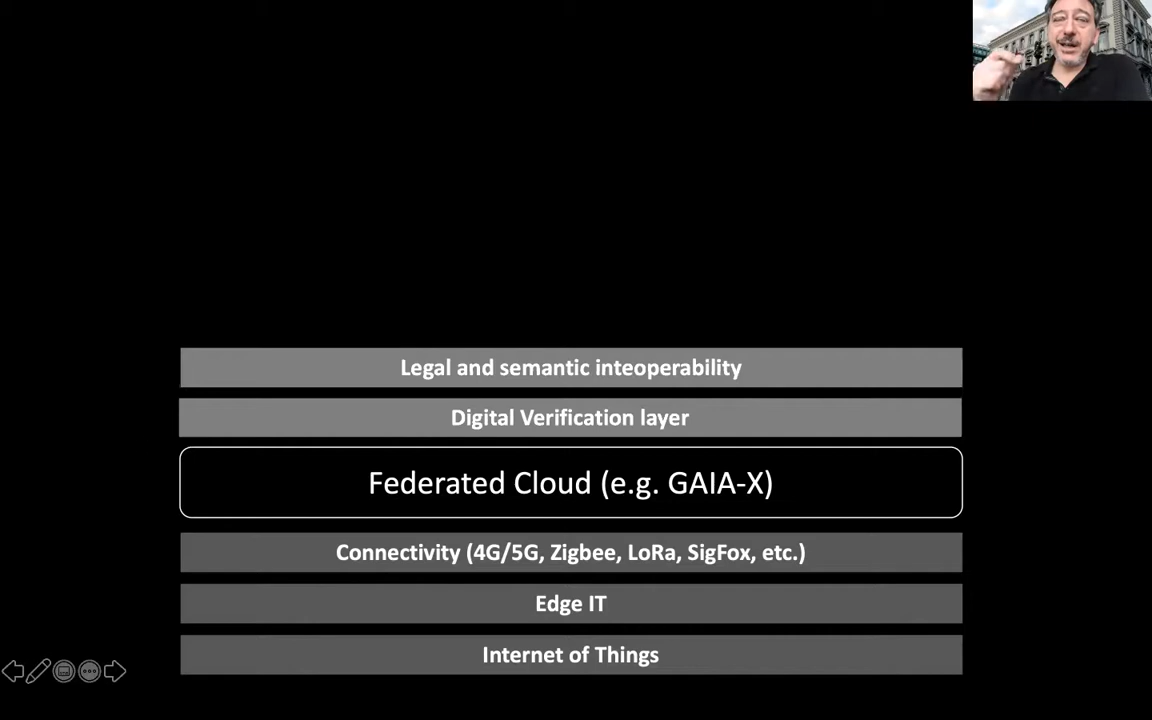 Legal and semantic inteoperability
Digital Verification layer
Federated Cloud (e.g. GAIA-X)
Connectivity (4G/5G, Zigbee, LoRa, SigFox, etc.)
Edge IT
Internet of Things